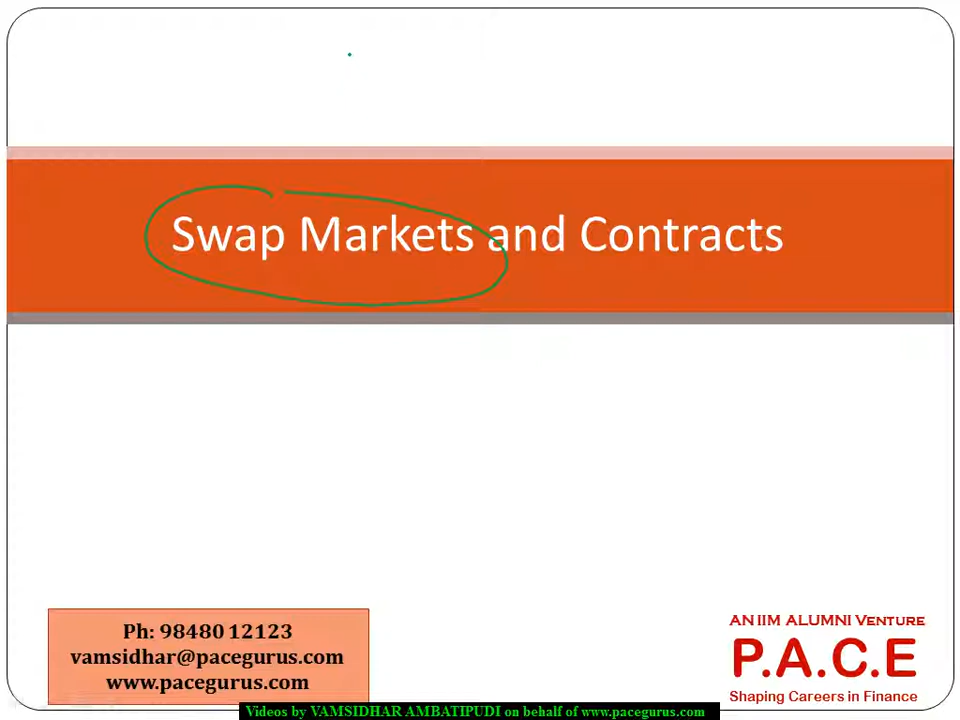 Swap Markets and Contracts
Ph: 98480 12123
vamsidhar@pacegurus.com
www.pacegurus.com
AN IIM ALUMNI VENTURE
P.A.C.E
Shaping Careers in Finance
Videos by VAMSIDHAR AMBATIPUDI on behalf of www.pacegurus.com